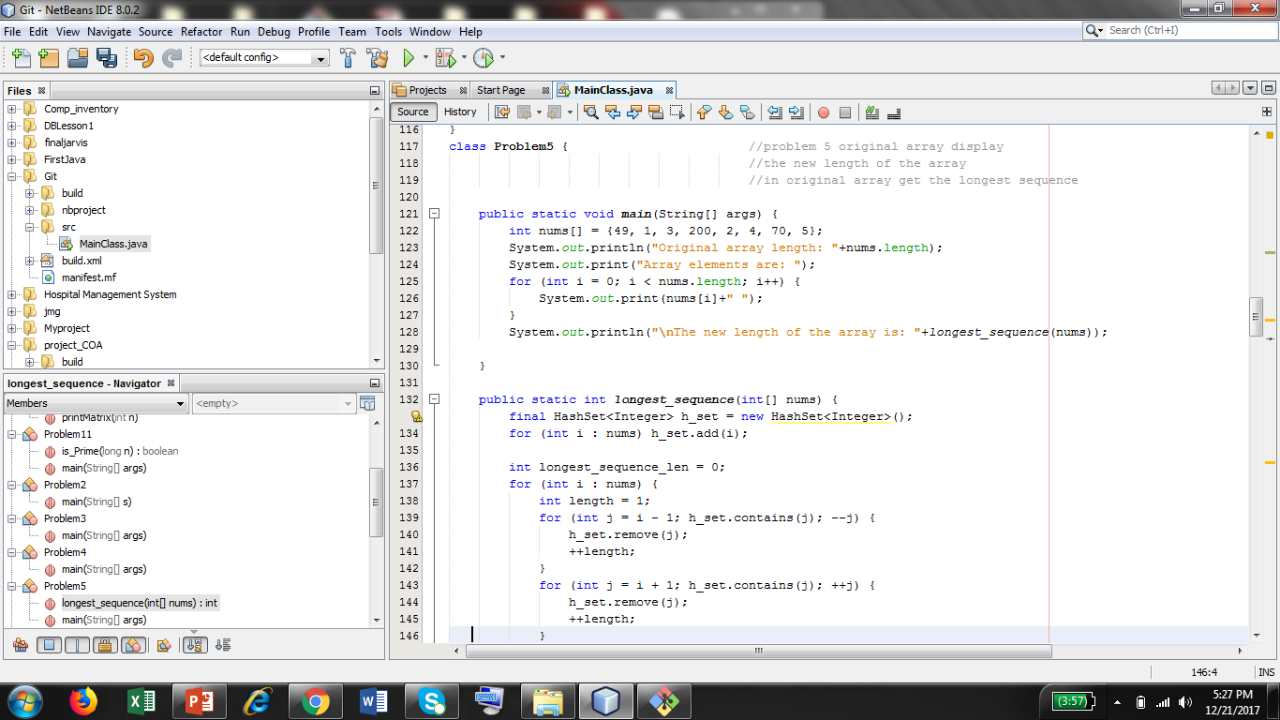 Git - NetBeans IDE 8.0.2
File Edit View Navigate Source Refactor Run Debug Profile Team Tools Window Help
Search (Ctrl+I)
<default config>
Files
Comp_inventory
DBLesson1
finaljarvis
FirstJava
Git
build
nbproject
src
MainClass.java
build.xml
manifest.mf
Hospital Management System
jmg
Myproject
project_COA
build
longest_sequence - Navigator
Members
<empty>
printMatrix(int n)
Problem11
is_Prime(long n) : boolean
main(String[] args)
Problem2
main(String[] s)
Problem3
main(String[] args)
Problem4
main(String[] args)
Problem5
longest_sequence(int[] nums) : int
main(String[] args)
Projects Start Page MainClass.java
Source History
116 }
117 class Problem5 { //problem 5 original array display
118 //the new length of the array
119 //in original array get the longest sequence
120
121 public static void main(String[] args) {
122 int nums[] = {49, 1, 3, 200, 2, 4, 70, 5};
123 System.out.println("Original array length: "+nums.length);
124 System.out.print("Array elements are: ");
125 for (int i = 0; i < nums.length; i++) {
126 System.out.print(nums[i]+" ");
127 }
128 System.out.println("\nThe new length of the array is: "+longest_sequence(nums));
129
130 }
131
132 public static int longest_sequence(int[] nums) {
final HashSet<Integer> h_set = new HashSet<Integer>();
134 for (int i : nums) h_set.add(i);
135
136 int longest_sequence_len = 0;
137 for (int i : nums) {
138 int length = 1;
139 for (int j = i - 1; h_set.contains(j); --j) {
140 h_set.remove(j);
141 ++length;
142 }
143 for (int j = i + 1; h_set.contains(j); ++j) {
144 h_set.remove(j);
145 ++length;
146 }
146:4 INS
(3:57)
5:27 PM
12/21/2017